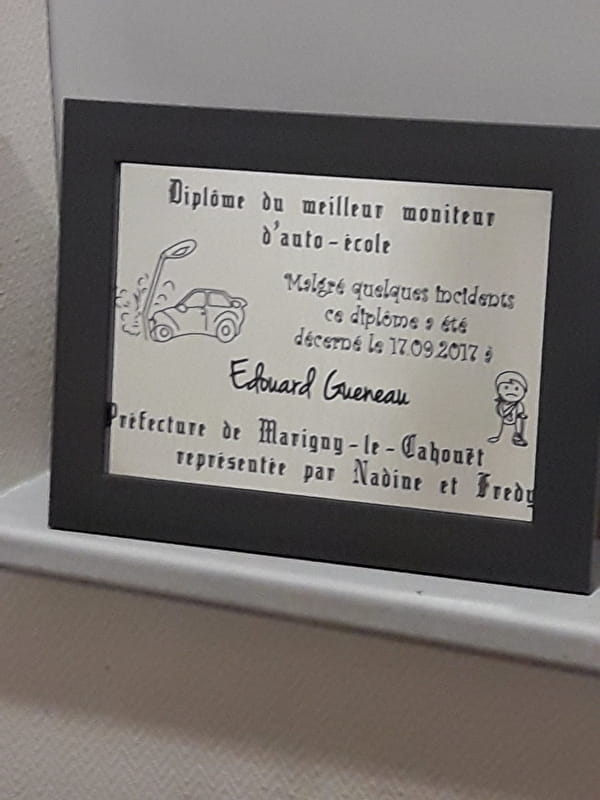 Diplôme du meilleur moniteur
d'auto-école
Malgré quelques incidents
ce diplôme a été
décerné le 17.09.2017 à
Edouard Gueneau
Préfecture de Marigny-le-Cahouët
représentée par Nadine et Fredy